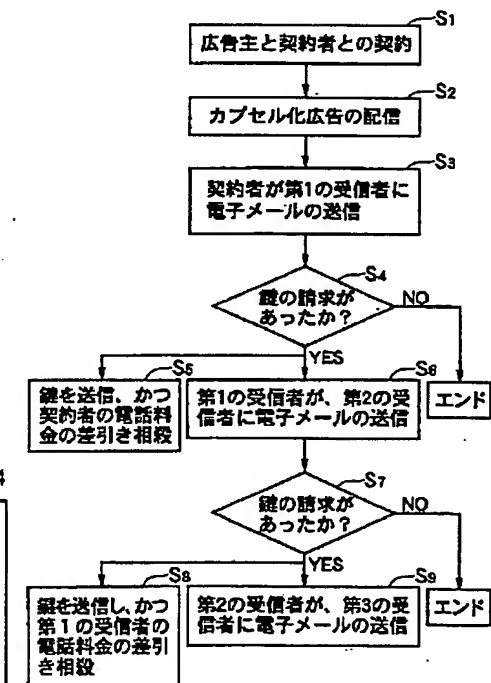 S1
広告主と契約者との契約
S2
カプセル化広告の配信
S3
契約者が第1の受信者に
電子メールの送信
S4
鍵の請求が
あったか?
NO
YES
S5
鍵を送信、かつ
契約者の電話料
金の差引き相殺
S6
第1の受信者が、第2の受
信者に電子メールの送信
エンド
S7
鍵の請求が
あったか?
NO
YES
S8
鍵を送信し、かつ
第1の受信者の
電話料金の差引
き相殺
S9
第2の受信者が、第3の受
信者に電子メールの送信
エンド